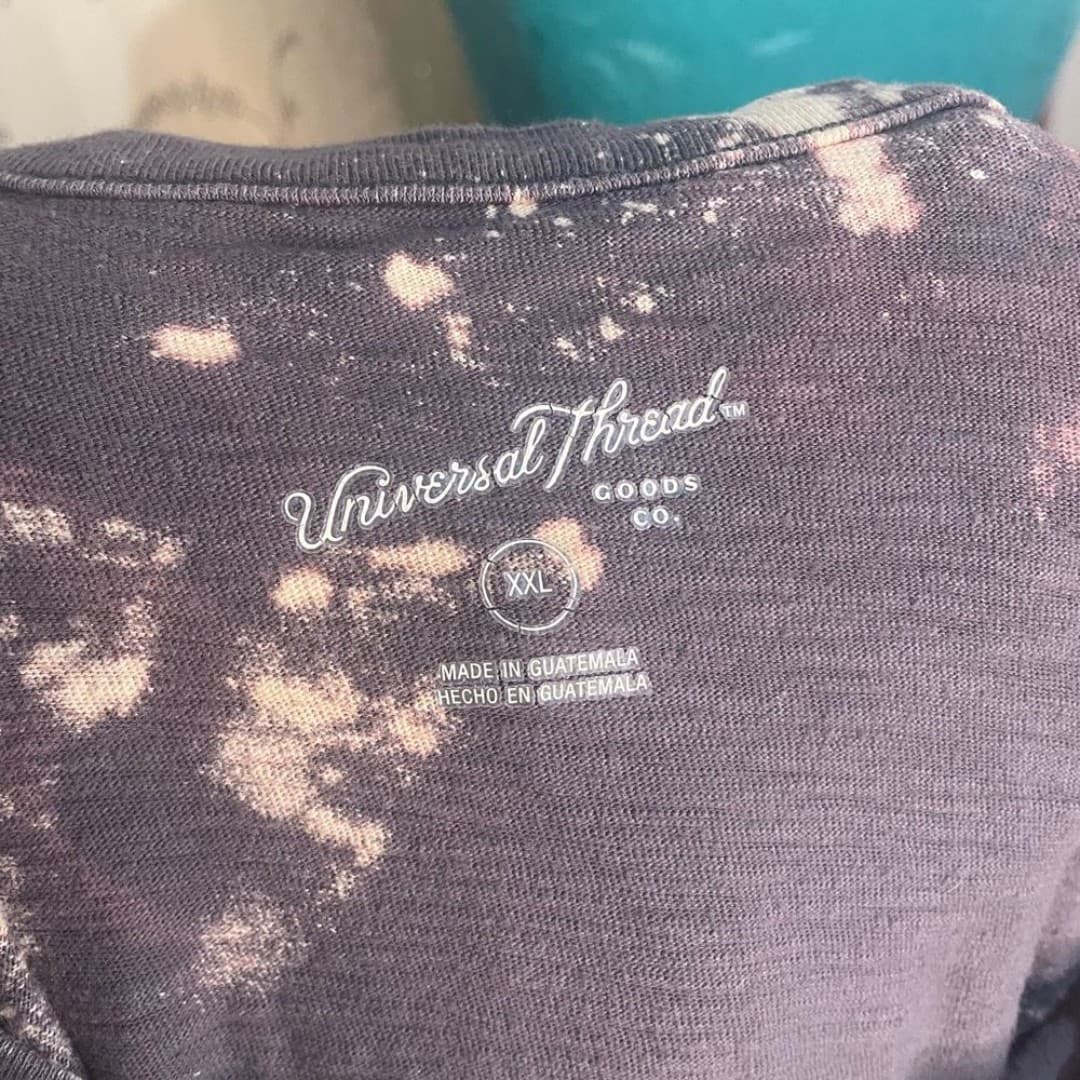 Universal Thread™
GOODS
CO.
XXL
MADE IN GUATEMALA
HECHO EN GUATEMALA